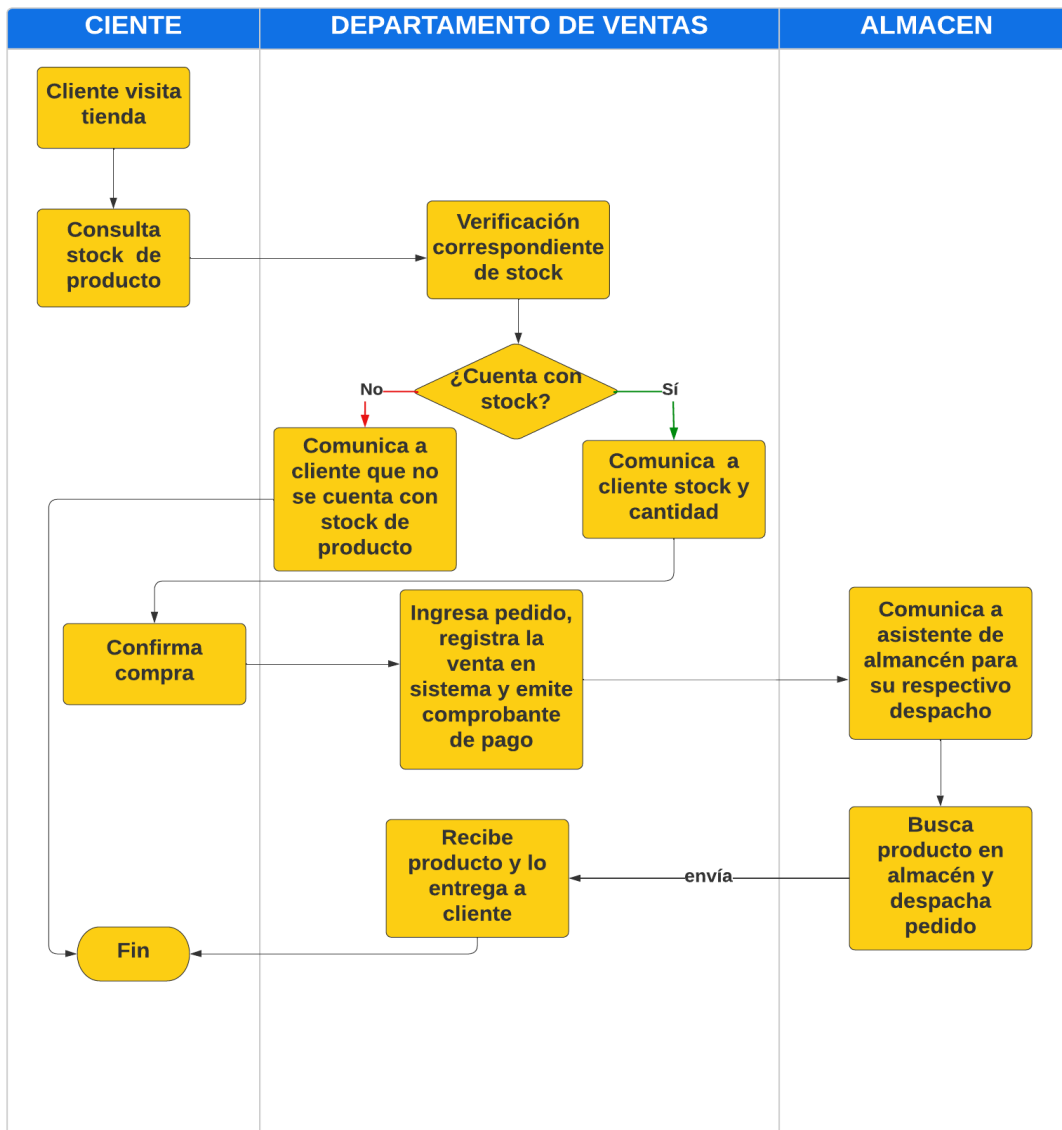 CIENTE
DEPARTAMENTO DE VENTAS
ALMACEN
Cliente visita
tienda
Consulta
stock de
producto
Verificación
correspondiente
de stock
¿Cuenta con
stock?
No
Sí
Comunica a
cliente que no
se cuenta con
stock de
producto
Comunica a
cliente stock y
cantidad
Confirma
compra
Ingresa pedido,
registra la
venta en
sistema y emite
comprobante
de pago
Comunica a
asistente de
almancén para
su respectivo
despacho
Busca
producto en
almacén y
despacha
pedido
envía
Recibe
producto y lo
entrega a
cliente
Fin